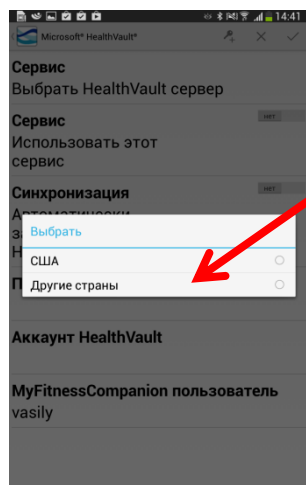 14:41
Microsoft® HealthVault®
Сервис
Выбрать HealthVault сервер
Сервис
НЕТ
Использовать этот
сервис
Синхронизация
НЕТ
Выбрать
США
Другие страны
Аккаунт HealthVault
MyFitnessCompanion пользователь
vasily